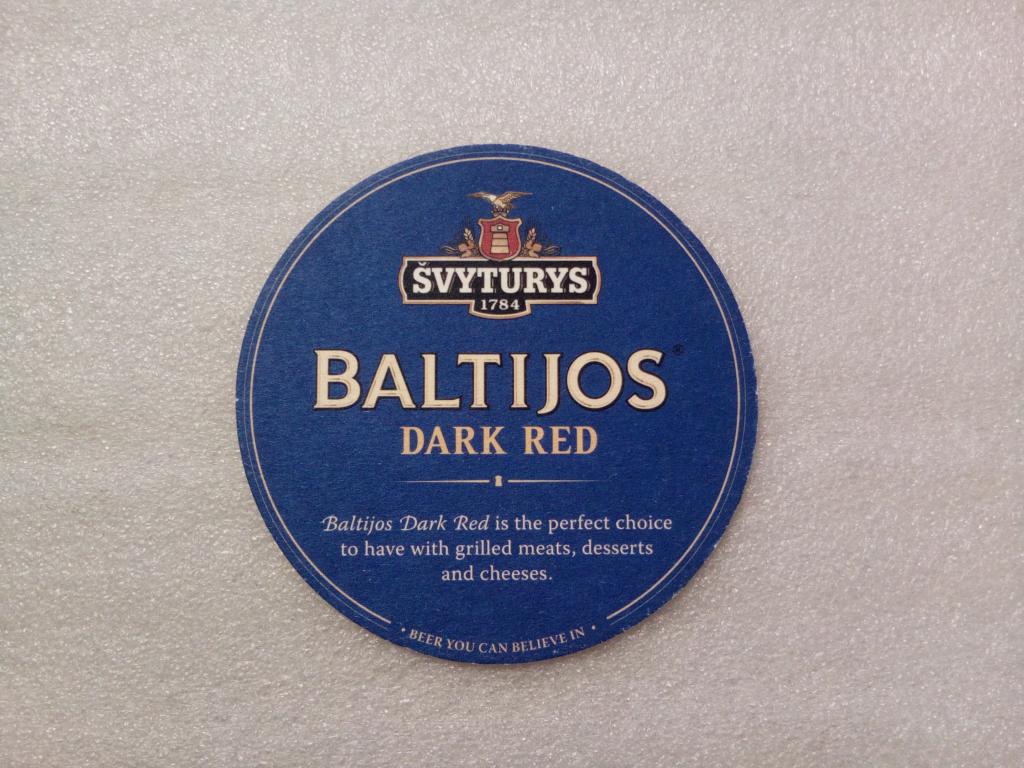 ŠVYTURYS
1784
BALTIJOS®
DARK RED
Baltijos Dark Red is the perfect choice
to have with grilled meats, desserts
and cheeses.
• BEER YOU CAN BELIEVE IN •